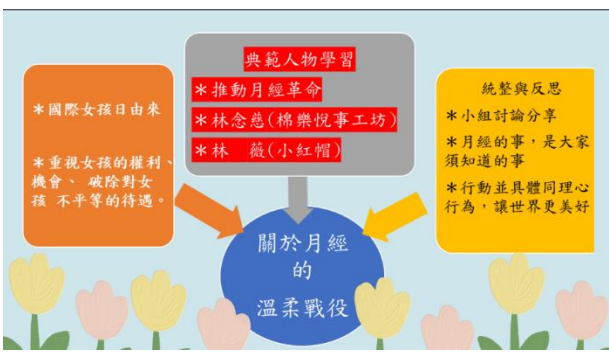 ＊國際女孩日由來
＊重視女孩的權利、
機會、 破除對女
孩 不平等的待遇。
典範人物學習
＊推動月經革命
＊林念慈(棉樂悅事工坊)
＊林　薇(小紅帽)
統整與反思
＊小組討論分享
＊月經的事，是大家
須知道的事
＊行動並具體同理心
行為，讓世界更美好
關於月經
的
溫柔戰役